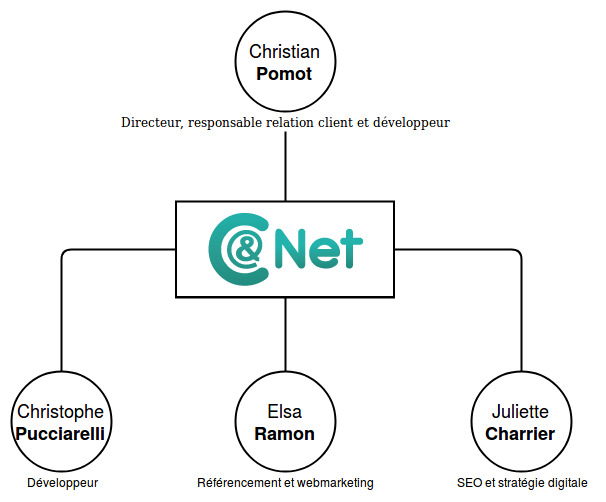 Christian
Pomot
Directeur, responsable relation client et développeur
C@&Net
Christophe
Pucciarelli
Développeur
Elsa
Ramon
Référencement et webmarketing
Juliette
Charrier
SEO et stratégie digitale